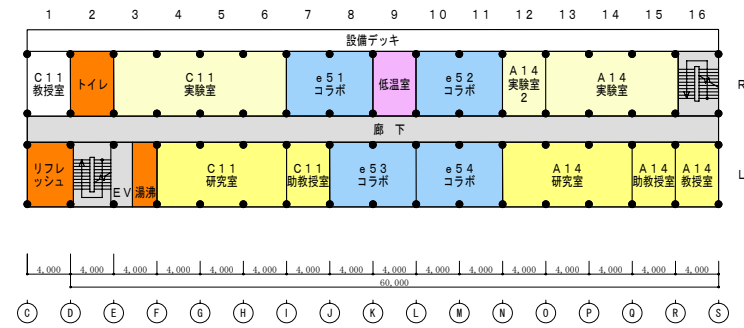 1 2 3 4 5 6 7 8 9 10 11 12 13 14 15 16
設備デッキ
C11
教授室
トイレ
C11
実験室
e51
コラボ
低温室
e52
コラボ
A14
実験室
2
A14
実験室
R
廊 下
リフレ
ッシュ
EV
湯沸
C11
研究室
C11
助教授室
e53
コラボ
e54
コラボ
A14
研究室
A14
助教授室
A14
教授室
L
4,000 4,000 4,000 4,000 4,000 4,000 4,000 4,000 4,000 4,000 4,000 4,000 4,000 4,000 4,000 4,000
60,000
C D E F G H I J K L M N O P Q R S